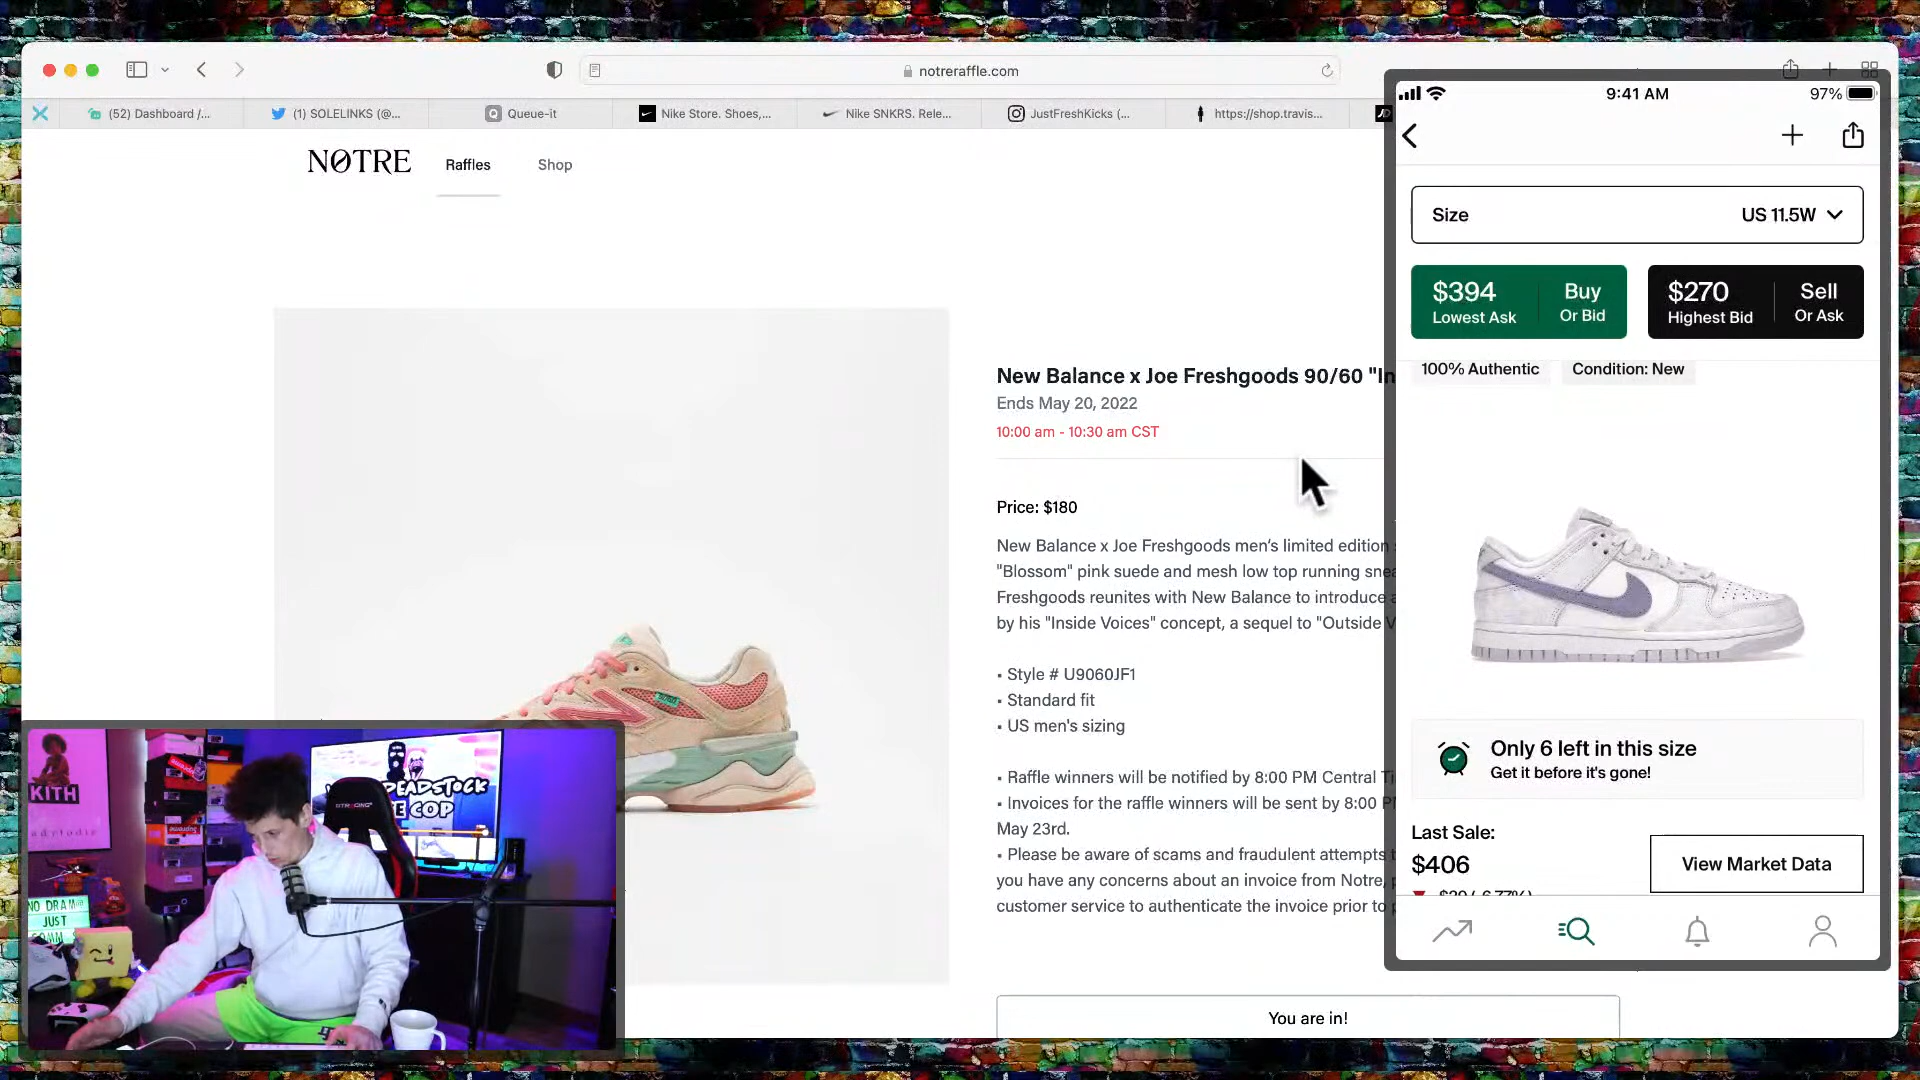 notreraffle.com
(52) Dashboard /...
(1) SOLELINKS (@...
Queue-it
Nike Store. Shoes,...
Nike SNKRS. Rele...
JustFreshKicks (...
https://shop.travis...
NØTRE
Raffles
Shop
New Balance x Joe Freshgoods 90/60 "In
Ends May 20, 2022
10:00 am - 10:30 am CST
Price: $180
New Balance x Joe Freshgoods men's limited edition
"Blossom" pink suede and mesh low top running snea
Freshgoods reunites with New Balance to introduce
by his "Inside Voices" concept, a sequel to "Outside V
• Style # U9060JF1
• Standard fit
• US men's sizing
• Raffle winners will be notified by 8:00 PM Central Ti
• Invoices for the raffle winners will be sent by 8:00 P
May 23rd.
• Please be aware of scams and fraudulent attempts
you have any concerns about an invoice from Notre,
customer service to authenticate the invoice prior to
You are in!
9:41 AM
97%
Size
US 11.5W
$394
Lowest Ask
Buy
Or Bid
$270
Highest Bid
Sell
Or Ask
100% Authentic
Condition: New
Only 6 left in this size
Get it before it's gone!
Last Sale:
$406
View Market Data
KITH
DEADSTOCK
COP
NO DRAMA
JUST